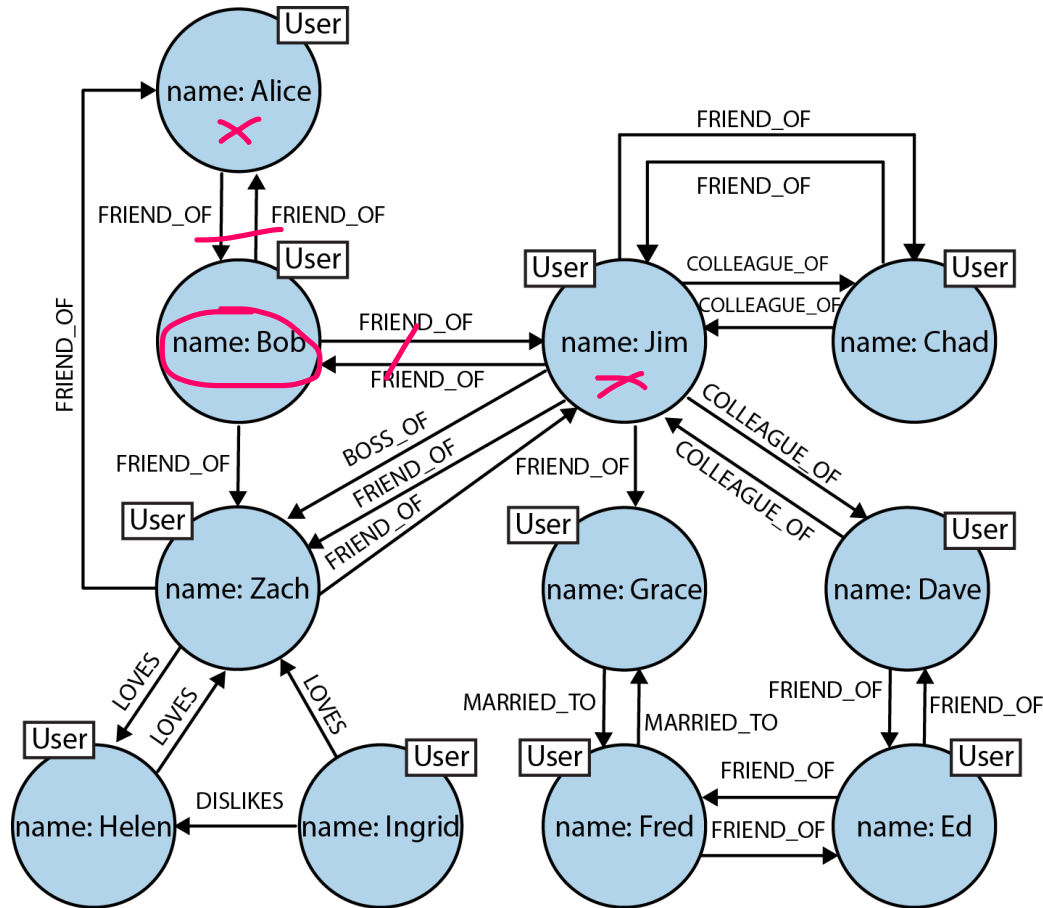 User
name: Alice
FRIEND_OF
FRIEND_OF
FRIEND_OF
FRIEND_OF
User
User
User
COLLEAGUE_OF
COLLEAGUE_OF
FRIEND_OF
FRIEND_OF
name: Bob
FRIEND_OF
FRIEND_OF
name: Jim
name: Chad
BOSS_OF
FRIEND_OF
FRIEND_OF
FRIEND_OF
FRIEND_OF
COLLEAGUE_OF
COLLEAGUE_OF
User
User
User
name: Zach
name: Grace
name: Dave
LOVES
LOVES
LOVES
MARRIED_TO
MARRIED_TO
FRIEND_OF
FRIEND_OF
User
User
User
User
DISLIKES
FRIEND_OF
FRIEND_OF
name: Helen
name: Ingrid
name: Fred
name: Ed